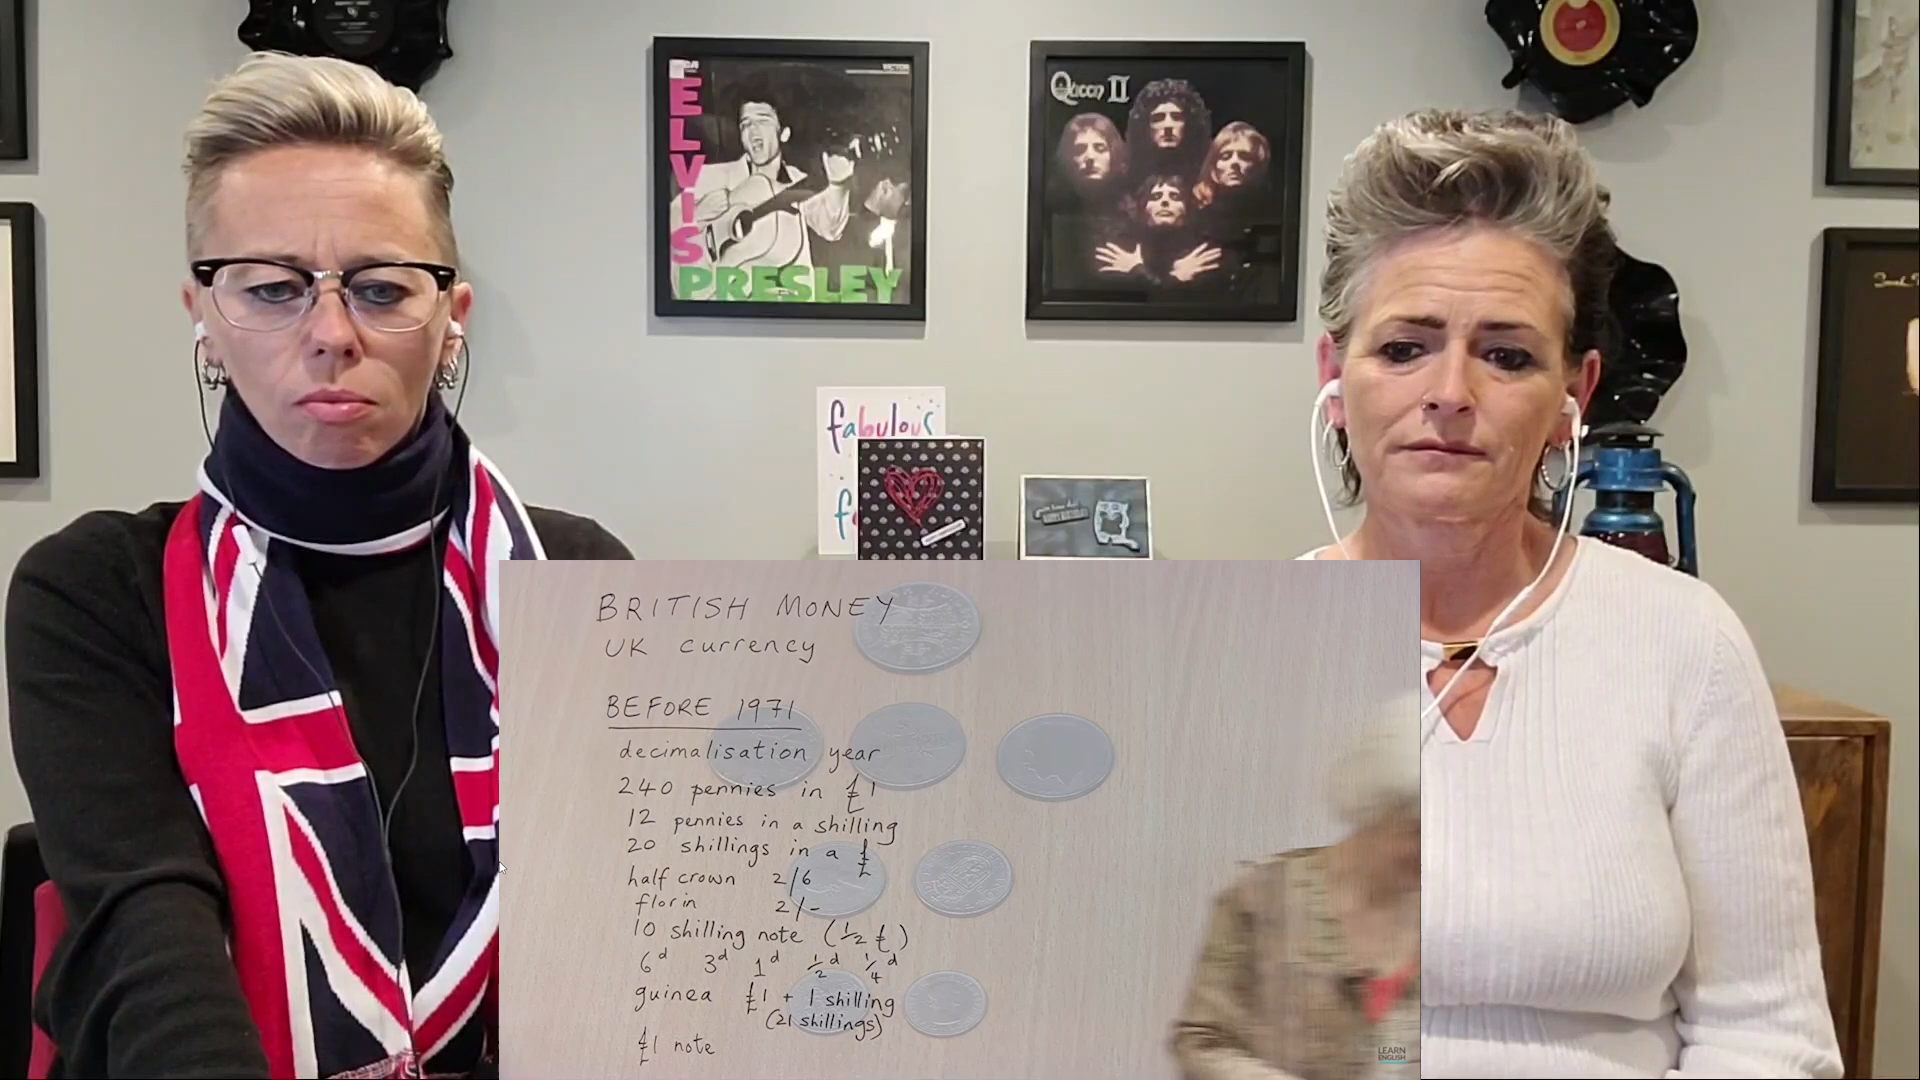 ELVIS
PRESLEY
Queen II
fabulous
BRITISH MONEY
UK currency
BEFORE 1971
decimalisation year
240 pennies in £1
12 pennies in a shilling
20 shillings in a £
half crown 2/6
florin 2/-
10 shilling note (1/2 £)
6d 3d 1d 1/2d 1/4d
guinea £1 + 1 shilling
(21 shillings)
£1 note
LEARN
ENGLISH